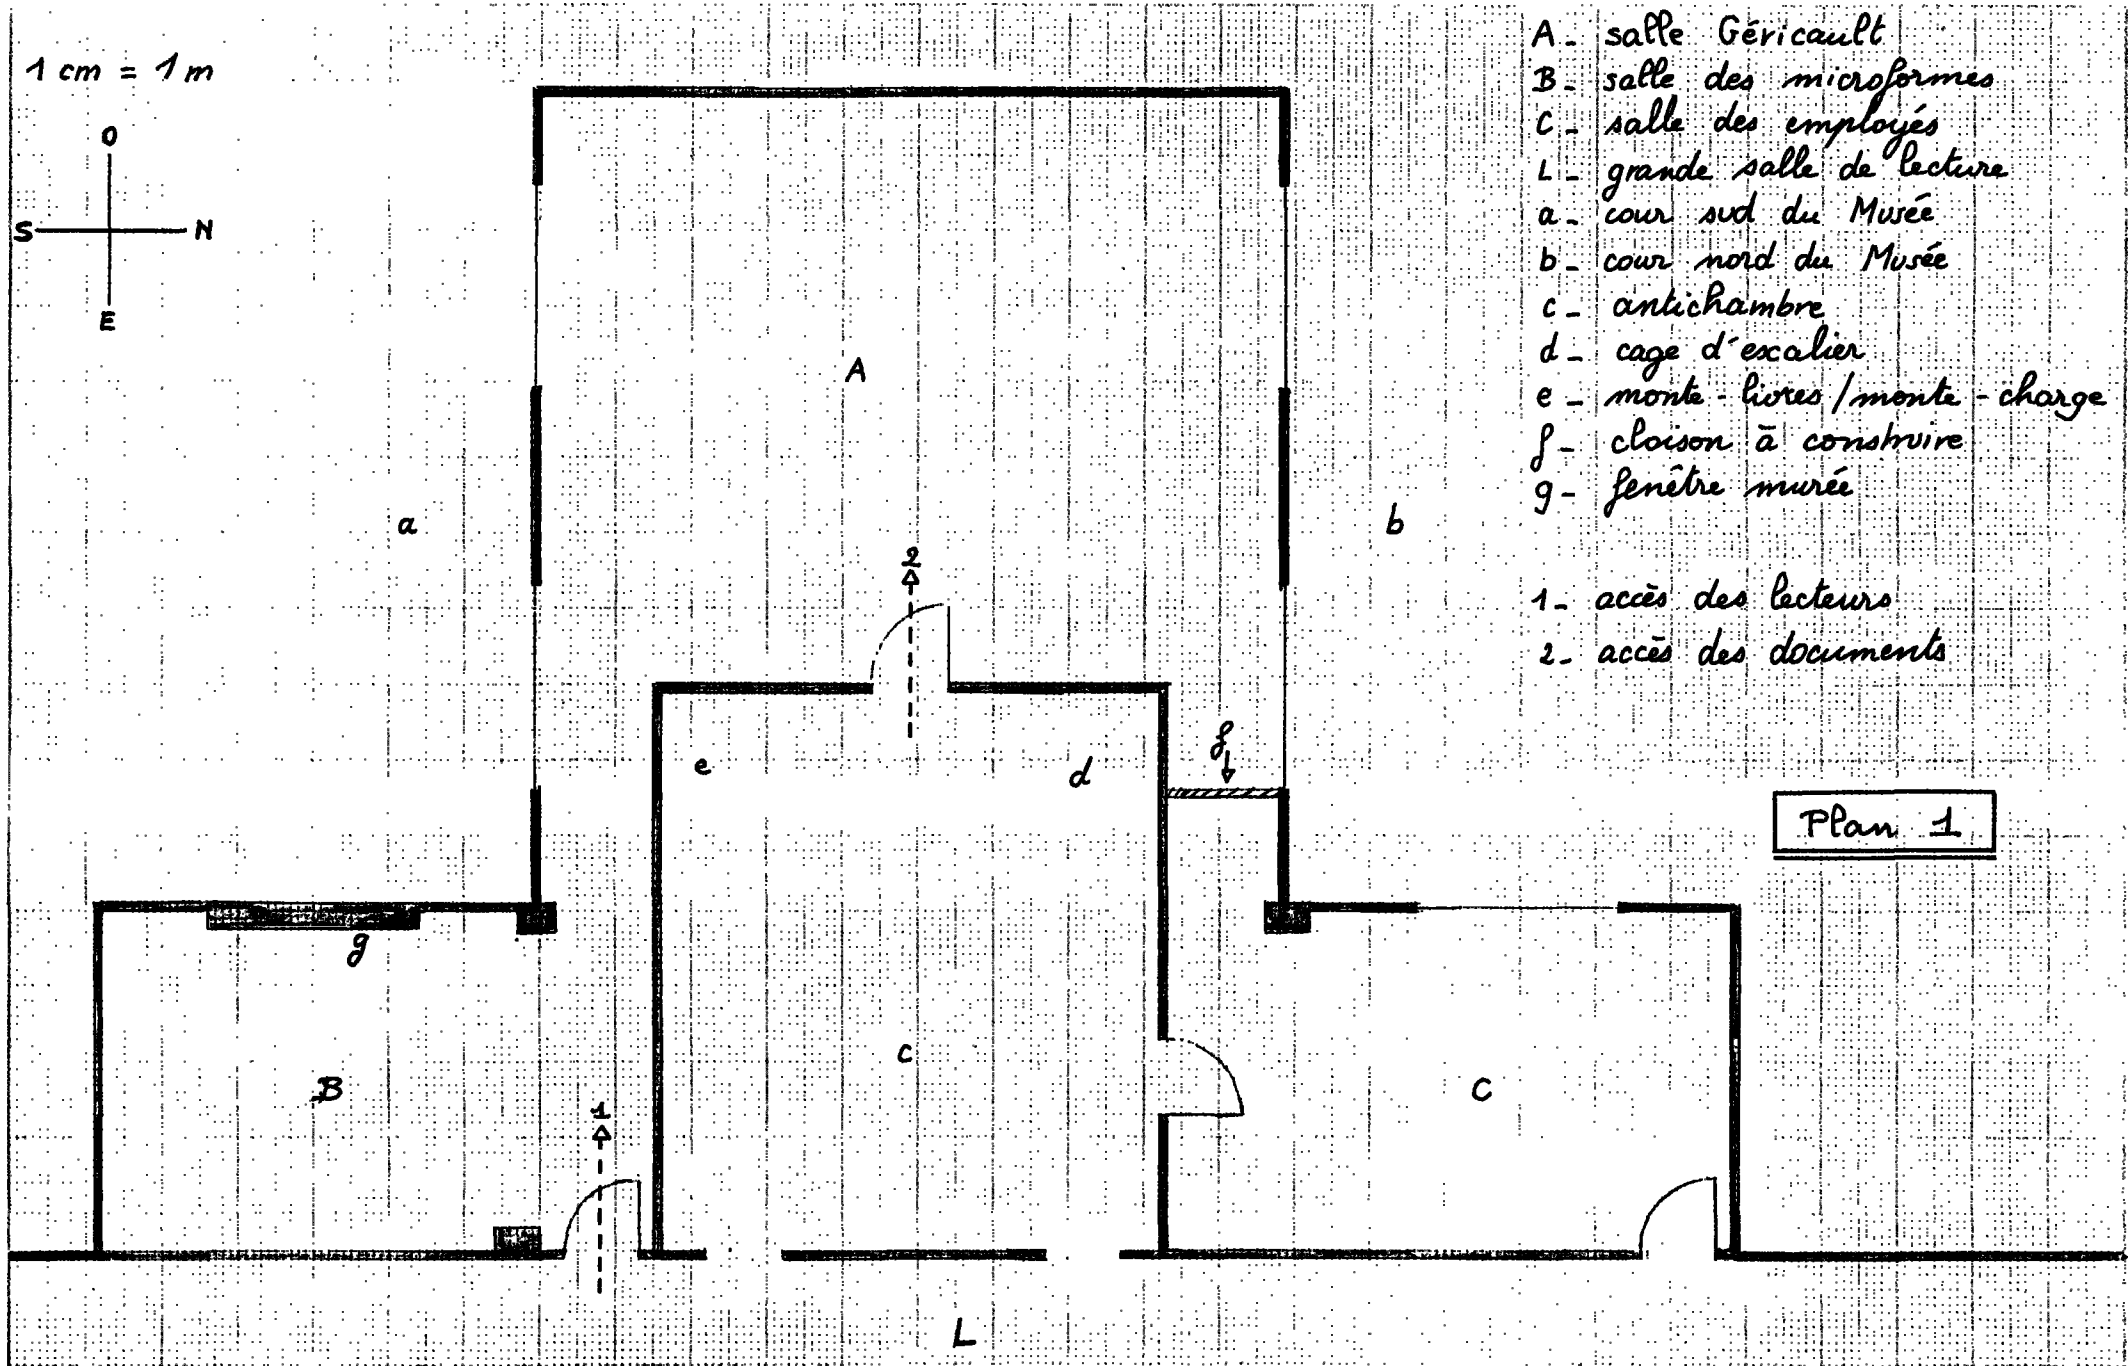 1 cm = 1 m
O
S N
E
A - salle Géricault
B - salle des microformes
C - salle des employés
L - grande salle de lecture
a - cour sud du Musée
b - cour nord du Musée
c - antichambre
d - cage d'escalier
e - monte-livres / monte-charge
f - cloison à construire
g - fenêtre murée
1 - accès des lecteurs
2 - accès des documents
A
a
b
2
f
e
d
Plan 1
g
B
c
C
1
L